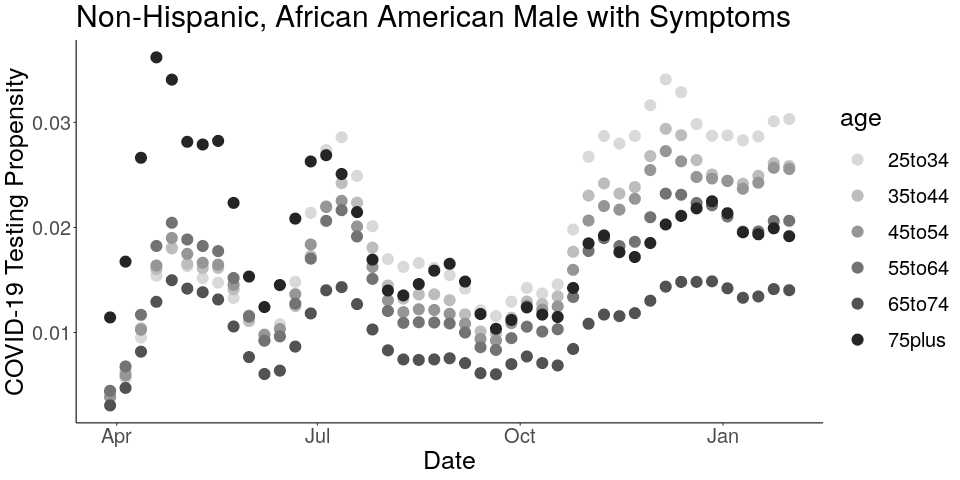 Non-Hispanic, African American Male with Symptoms
COVID-19 Testing Propensity
0.03
0.02
0.01
Apr
Jul
Oct
Jan
Date
age
25to34
35to44
45to54
55to64
65to74
75plus